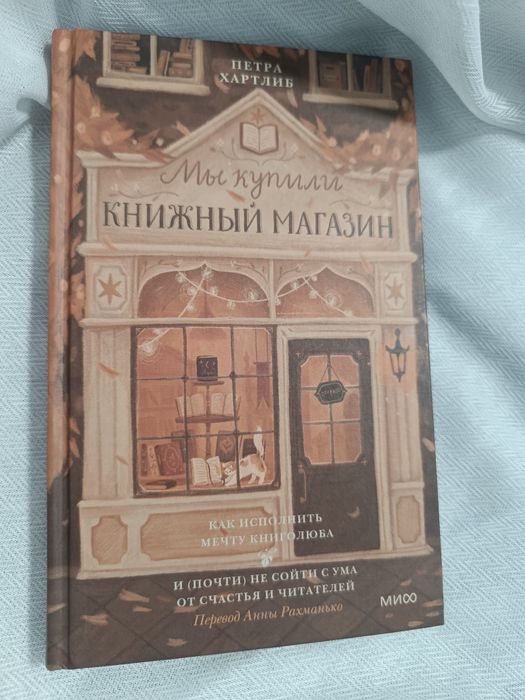 ПЕТРА
ХАРТЛИБ
Мы купили
КНИЖНЫЙ МАГАЗИН
КАК ИСПОЛНИТЬ
МЕЧТУ КНИГОЛЮБА
И (ПОЧТИ) НЕ СОЙТИ С УМА
ОТ СЧАСТЬЯ И ЧИТАТЕЛЕЙ
Перевод Анны Рахманько
МИФ